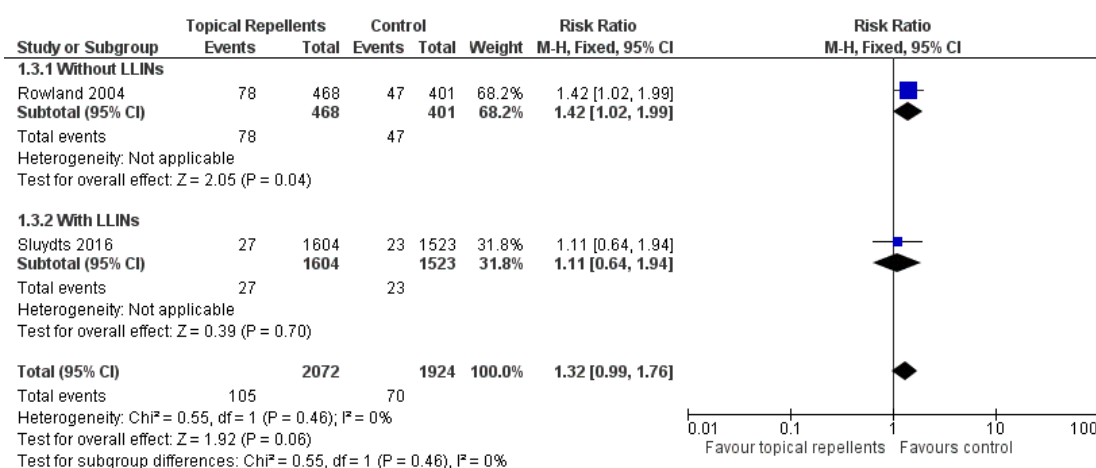 Topical Repellents Control Risk Ratio Risk Ratio
Study or Subgroup Events Total Events Total Weight M-H, Fixed, 95% CI M-H, Fixed, 95% CI
1.3.1 Without LLINs
Rowland 2004 78 468 47 401 68.2% 1.42 [1.02, 1.99]
Subtotal (95% CI) 468 401 68.2% 1.42 [1.02, 1.99]
Total events 78 47
Heterogeneity: Not applicable
Test for overall effect: Z = 2.05 (P = 0.04)
1.3.2 With LLINs
Sluydts 2016 27 1604 23 1523 31.8% 1.11 [0.64, 1.94]
Subtotal (95% CI) 1604 1523 31.8% 1.11 [0.64, 1.94]
Total events 27 23
Heterogeneity: Not applicable
Test for overall effect: Z = 0.39 (P = 0.70)
Total (95% CI) 2072 1924 100.0% 1.32 [0.99, 1.76]
Total events 105 70
Heterogeneity: Chi² = 0.55, df = 1 (P = 0.46); I² = 0%
Test for overall effect: Z = 1.92 (P = 0.06)
Test for subgroup differences: Chi² = 0.55, df = 1 (P = 0.46), I² = 0%
0.01 0.1 1 10 100
Favour topical repellents Favours control